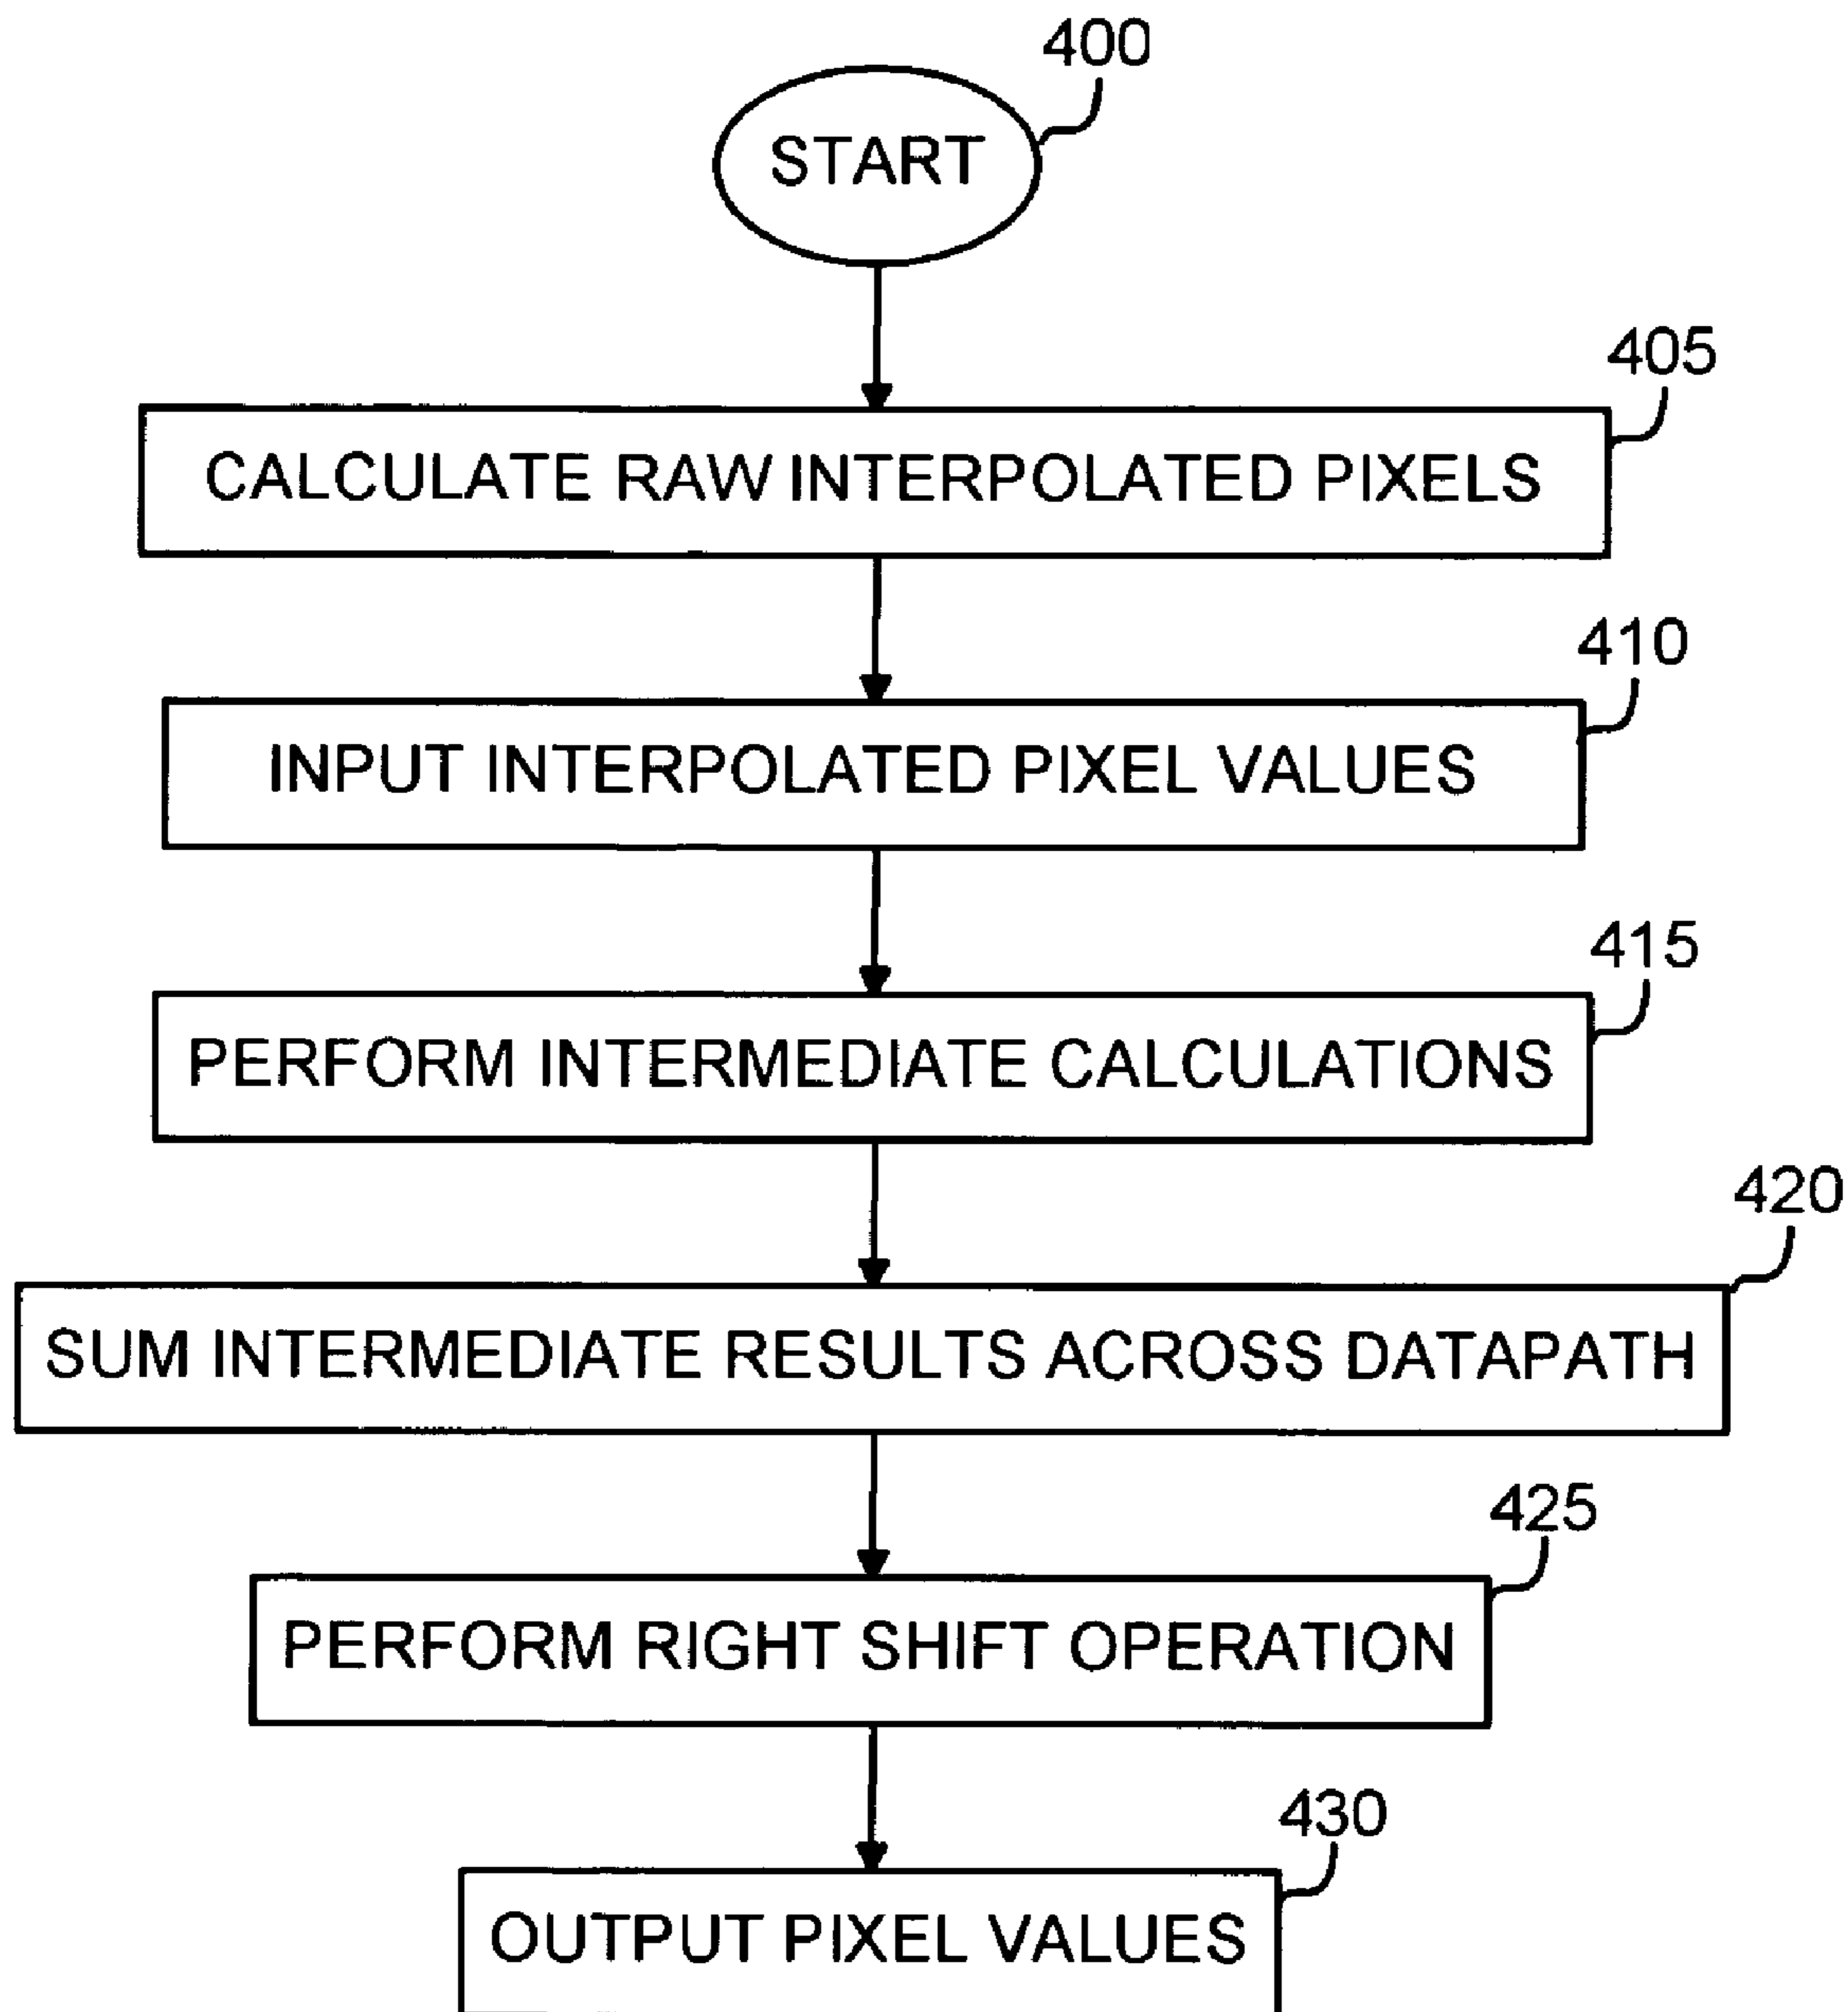 400
START
405
CALCULATE RAW INTERPOLATED PIXELS
410
INPUT INTERPOLATED PIXEL VALUES
415
PERFORM INTERMEDIATE CALCULATIONS
420
SUM INTERMEDIATE RESULTS ACROSS DATAPATH
425
PERFORM RIGHT SHIFT OPERATION
430
OUTPUT PIXEL VALUES